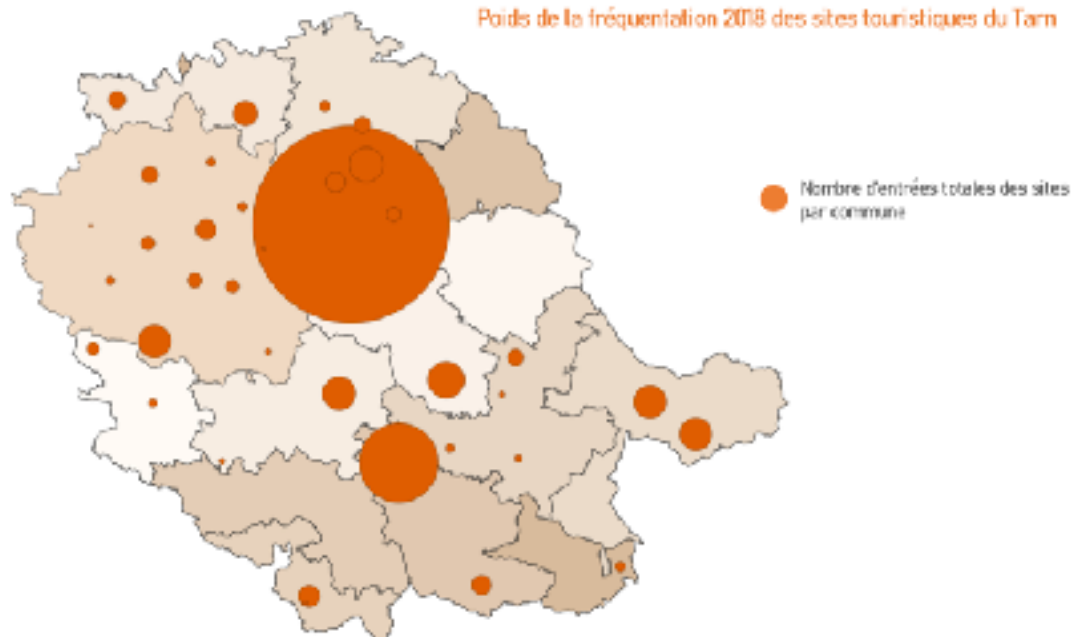 Poids de la fréquentation 2018 des sites touristiques du Tarn
Nombre d'entrées totales des sites
par commune